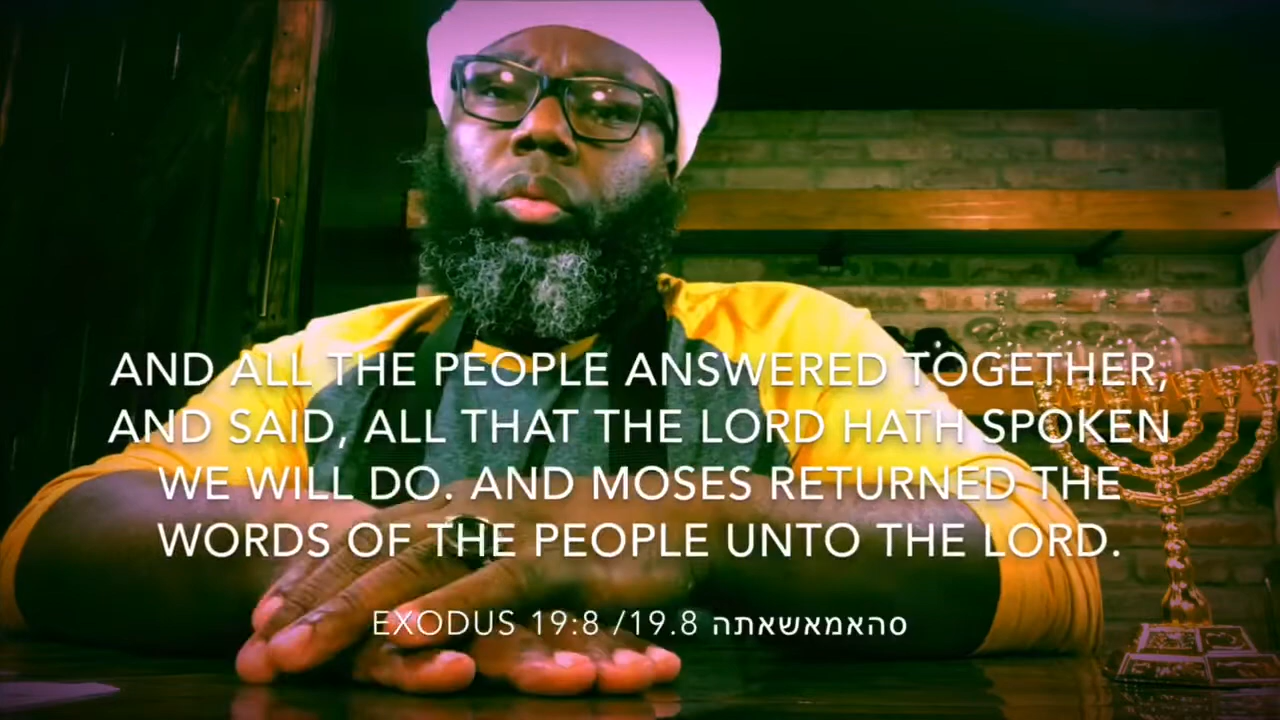 AND ALL THE PEOPLE ANSWERED TOGETHER,
AND SAID, ALL THAT THE LORD HATH SPOKEN
WE WILL DO. AND MOSES RETURNED THE
WORDS OF THE PEOPLE UNTO THE LORD.
EXODUS 19:8 /19.8 סהאמאשאתה